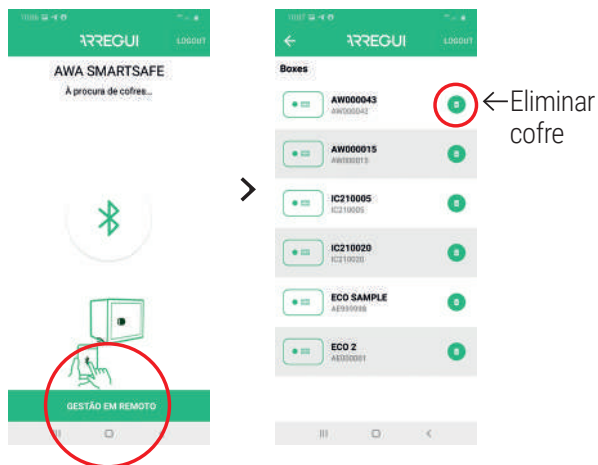 ARREGUI
LOGOUT
AWA SMARTSAFE
À procura de cofres...
GESTÃO EM REMOTO
ARREGUI
LOGOUT
Boxes
AW000043
AW000015
AW000015
IC210005
IC210005
IC210020
IC210020
ECO SAMPLE
ECO 2
Eliminar
cofre